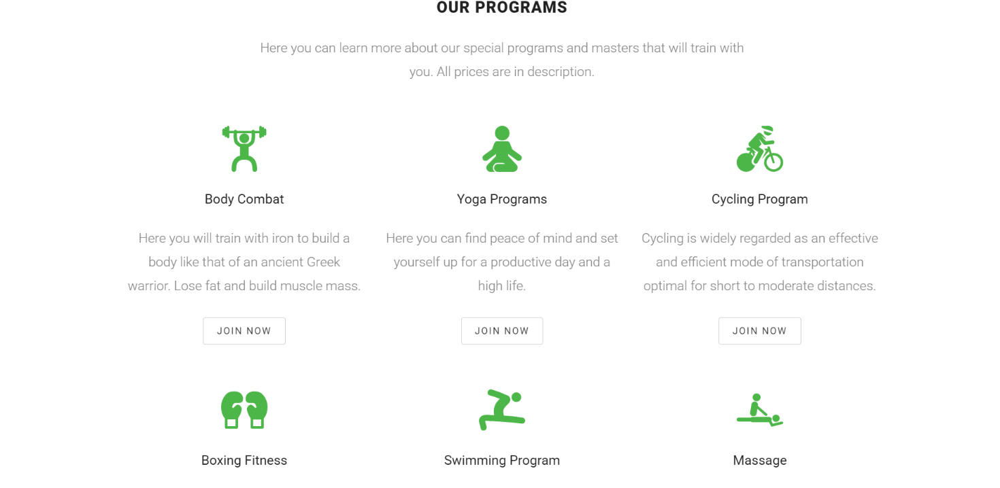 OUR PROGRAMS
Here you can learn more about our special programs and masters that will train with
you. All prices are in description.
Body Combat
Here you will train with iron to build a
body like that of an ancient Greek
warrior. Lose fat and build muscle mass.
JOIN NOW
Yoga Programs
Here you can find peace of mind and set
yourself up for a productive day and a
high life.
JOIN NOW
Cycling Program
Cycling is widely regarded as an effective
and efficient mode of transportation
optimal for short to moderate distances.
JOIN NOW
Boxing Fitness
Swimming Program
Massage